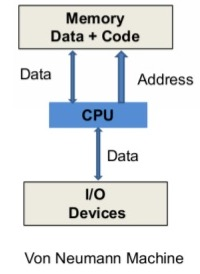 Memory
Data + Code
Data
Address
CPU
Data
I/O
Devices
Von Neumann Machine